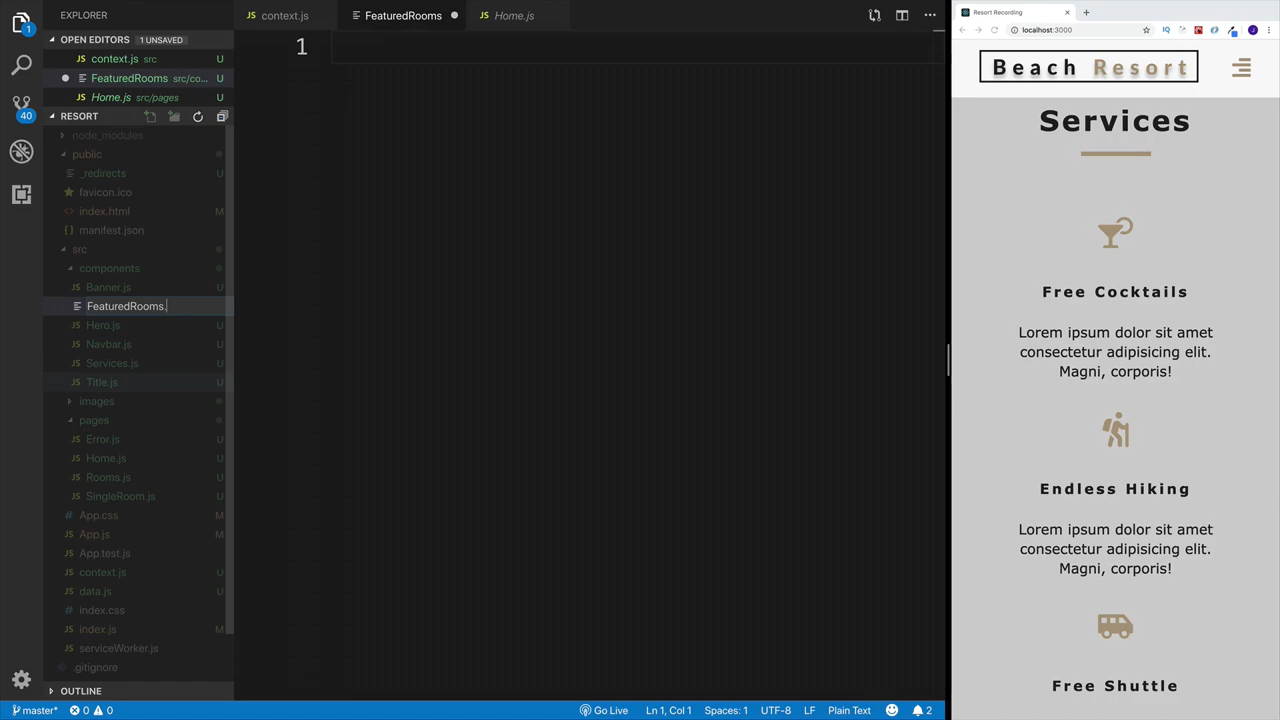 EXPLORER
OPEN EDITORS 1 UNSAVED
context.js src U
FeaturedRooms src/co... U
Home.js src/pages U
RESORT
node_modules
public
_redirects U
favicon.ico
index.html M
manifest.json
src
components
Banner.js U
FeaturedRooms.
Hero.js U
Navbar.js U
Services.js U
Title.js U
images
pages
Error.js U
Home.js U
Rooms.js U
SingleRoom.js U
App.css
App.js M
App.test.js
context.js U
data.js U
index.css
index.js M
serviceWorker.js
.gitignore
OUTLINE
1
40
context.js
FeaturedRooms
Home.js
1
master*
0
0
Go Live
Ln 1, Col 1
Spaces: 1
UTF-8
LF
Plain Text
2
Resort Recording
localhost:3000
IQ
J
Beach Resort
Services
Free Cocktails
Lorem ipsum dolor sit amet
consectetur adipisicing elit.
Magni, corporis!
Endless Hiking
Lorem ipsum dolor sit amet
consectetur adipisicing elit.
Magni, corporis!
Free Shuttle